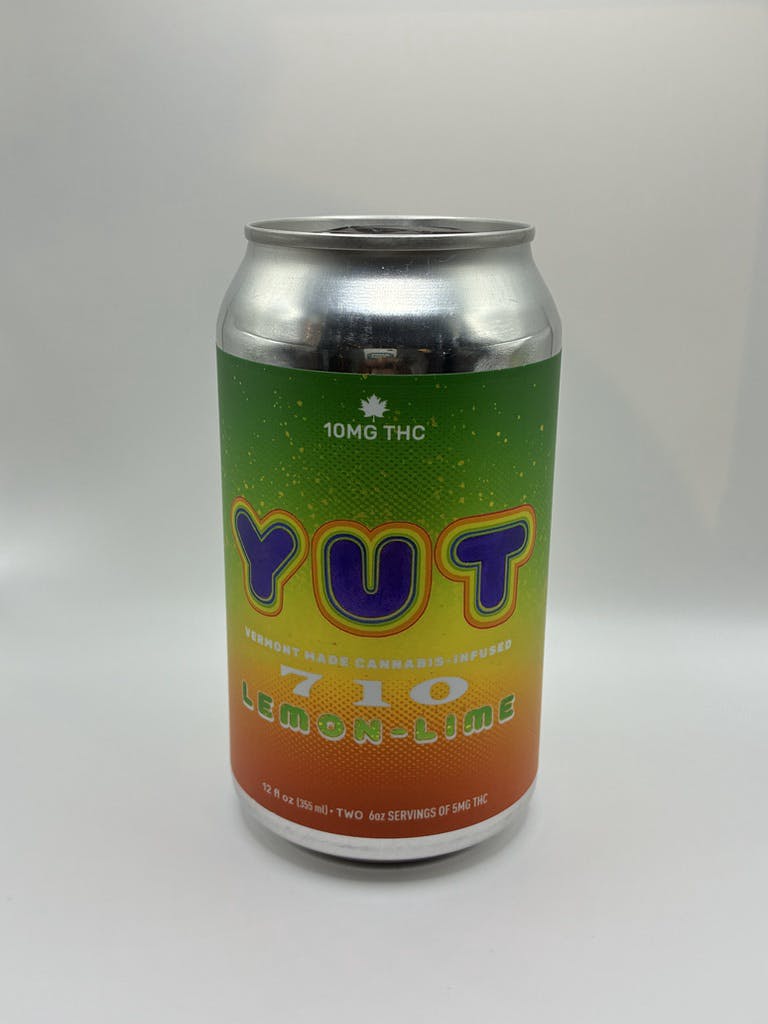 10MG THC
YUT
VERMONT MADE CANNABIS-INFUSED
710
LEMON-LIME
12 fl oz (355 ml) • TWO 6oz SERVINGS OF 5MG THC